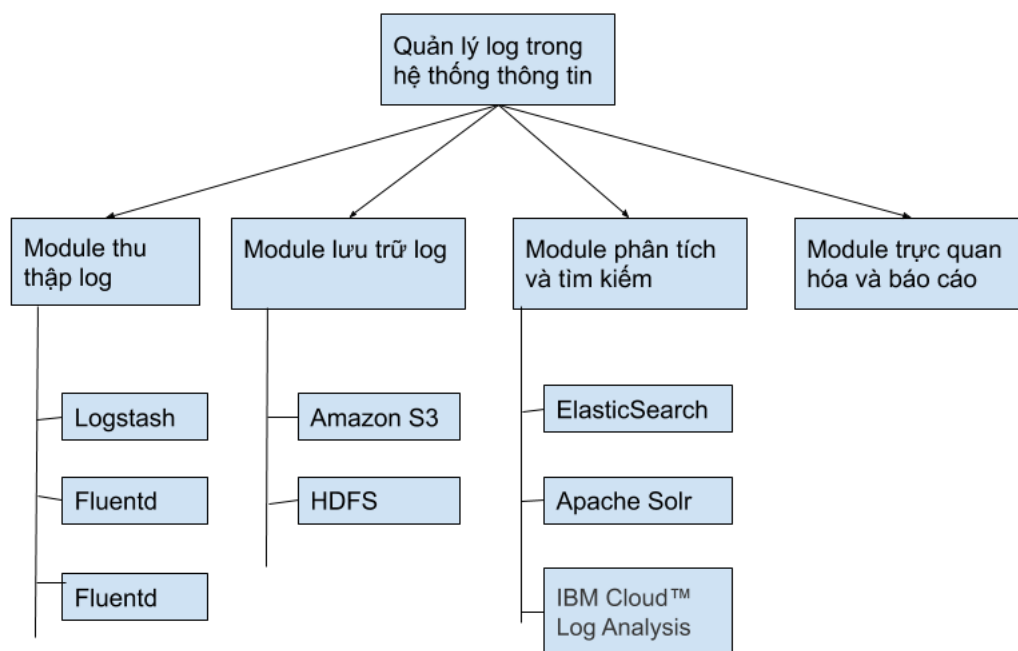 Quản lý log trong
hệ thống thông tin
Module thu
thập log
Module lưu trữ log
Module phân tích
và tìm kiếm
Module trực quan
hóa và báo cáo
Logstash
Fluentd
Fluentd
Amazon S3
HDFS
ElasticSearch
Apache Solr
IBM Cloud™
Log Analysis